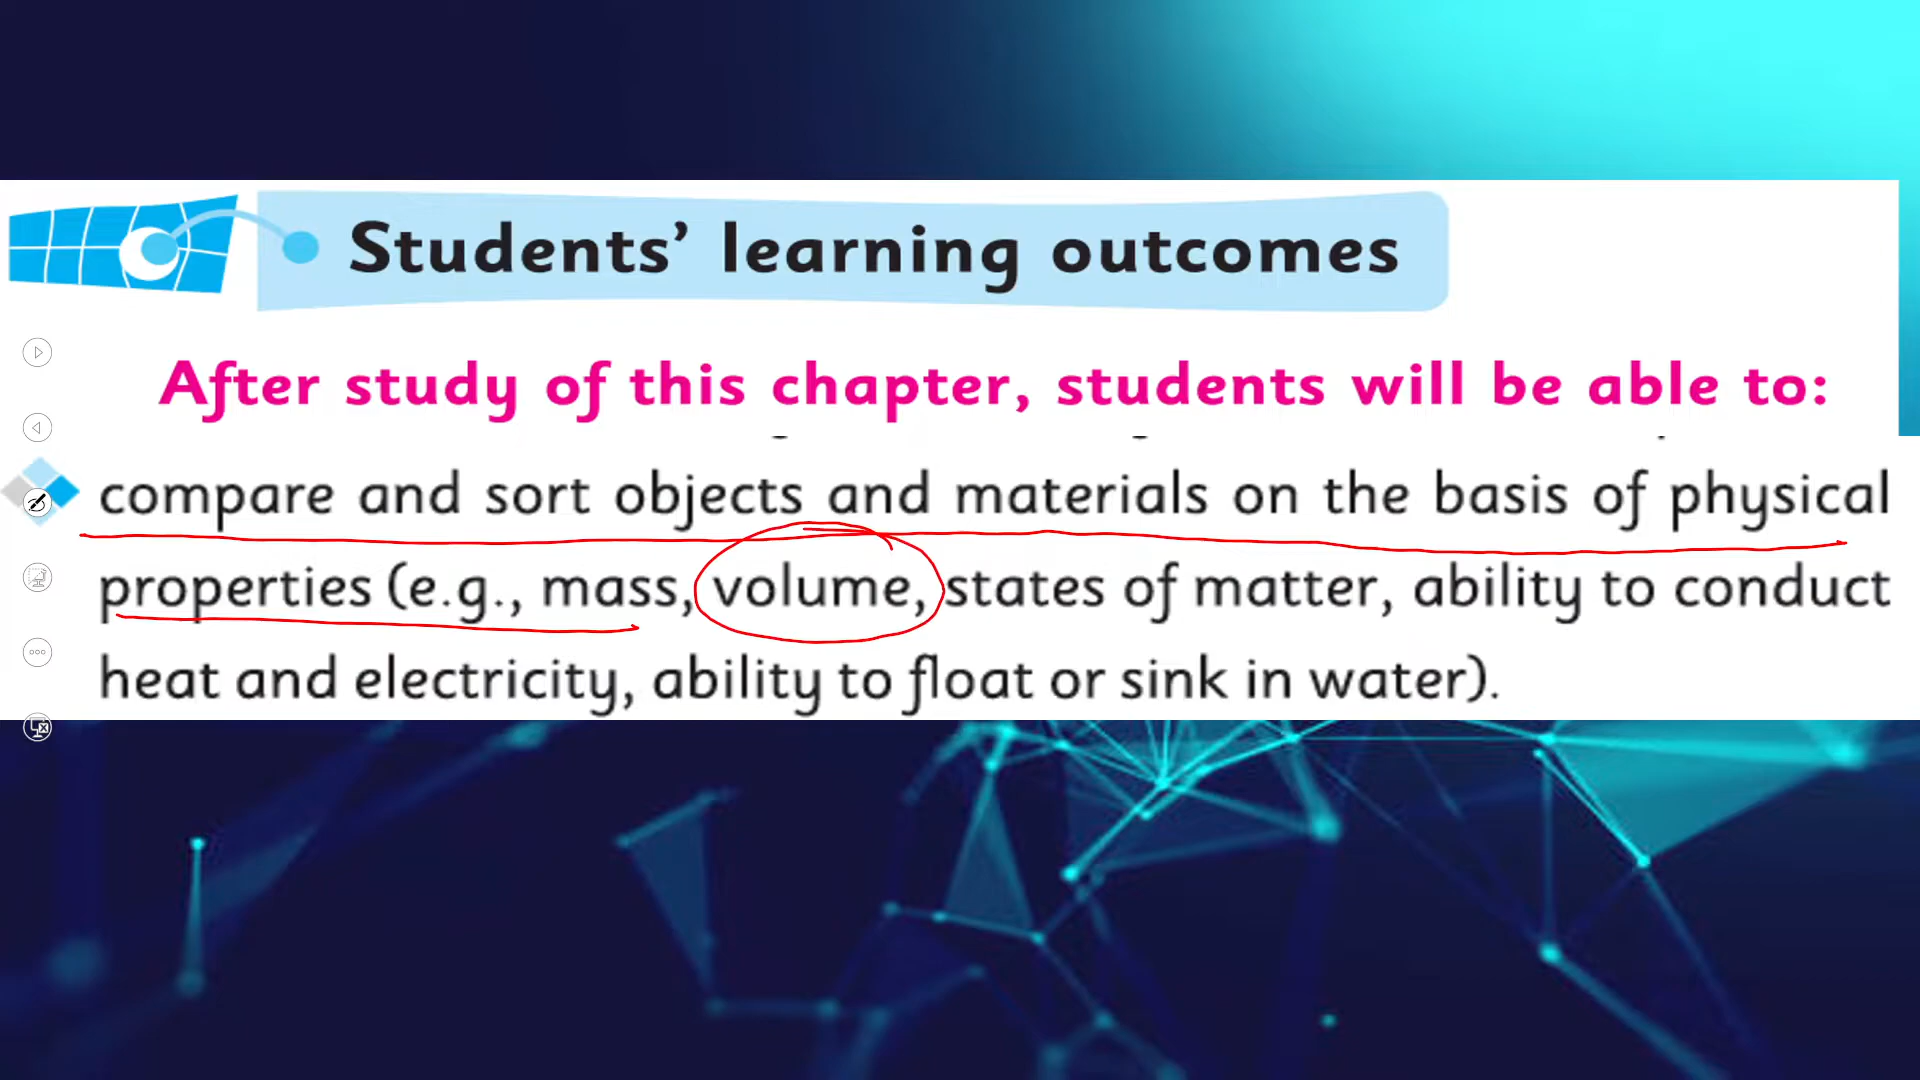 Students’ learning outcomes
After study of this chapter, students will be able to:
compare and sort objects and materials on the basis of physical
properties (e.g., mass, volume, states of matter, ability to conduct
heat and electricity, ability to float or sink in water).